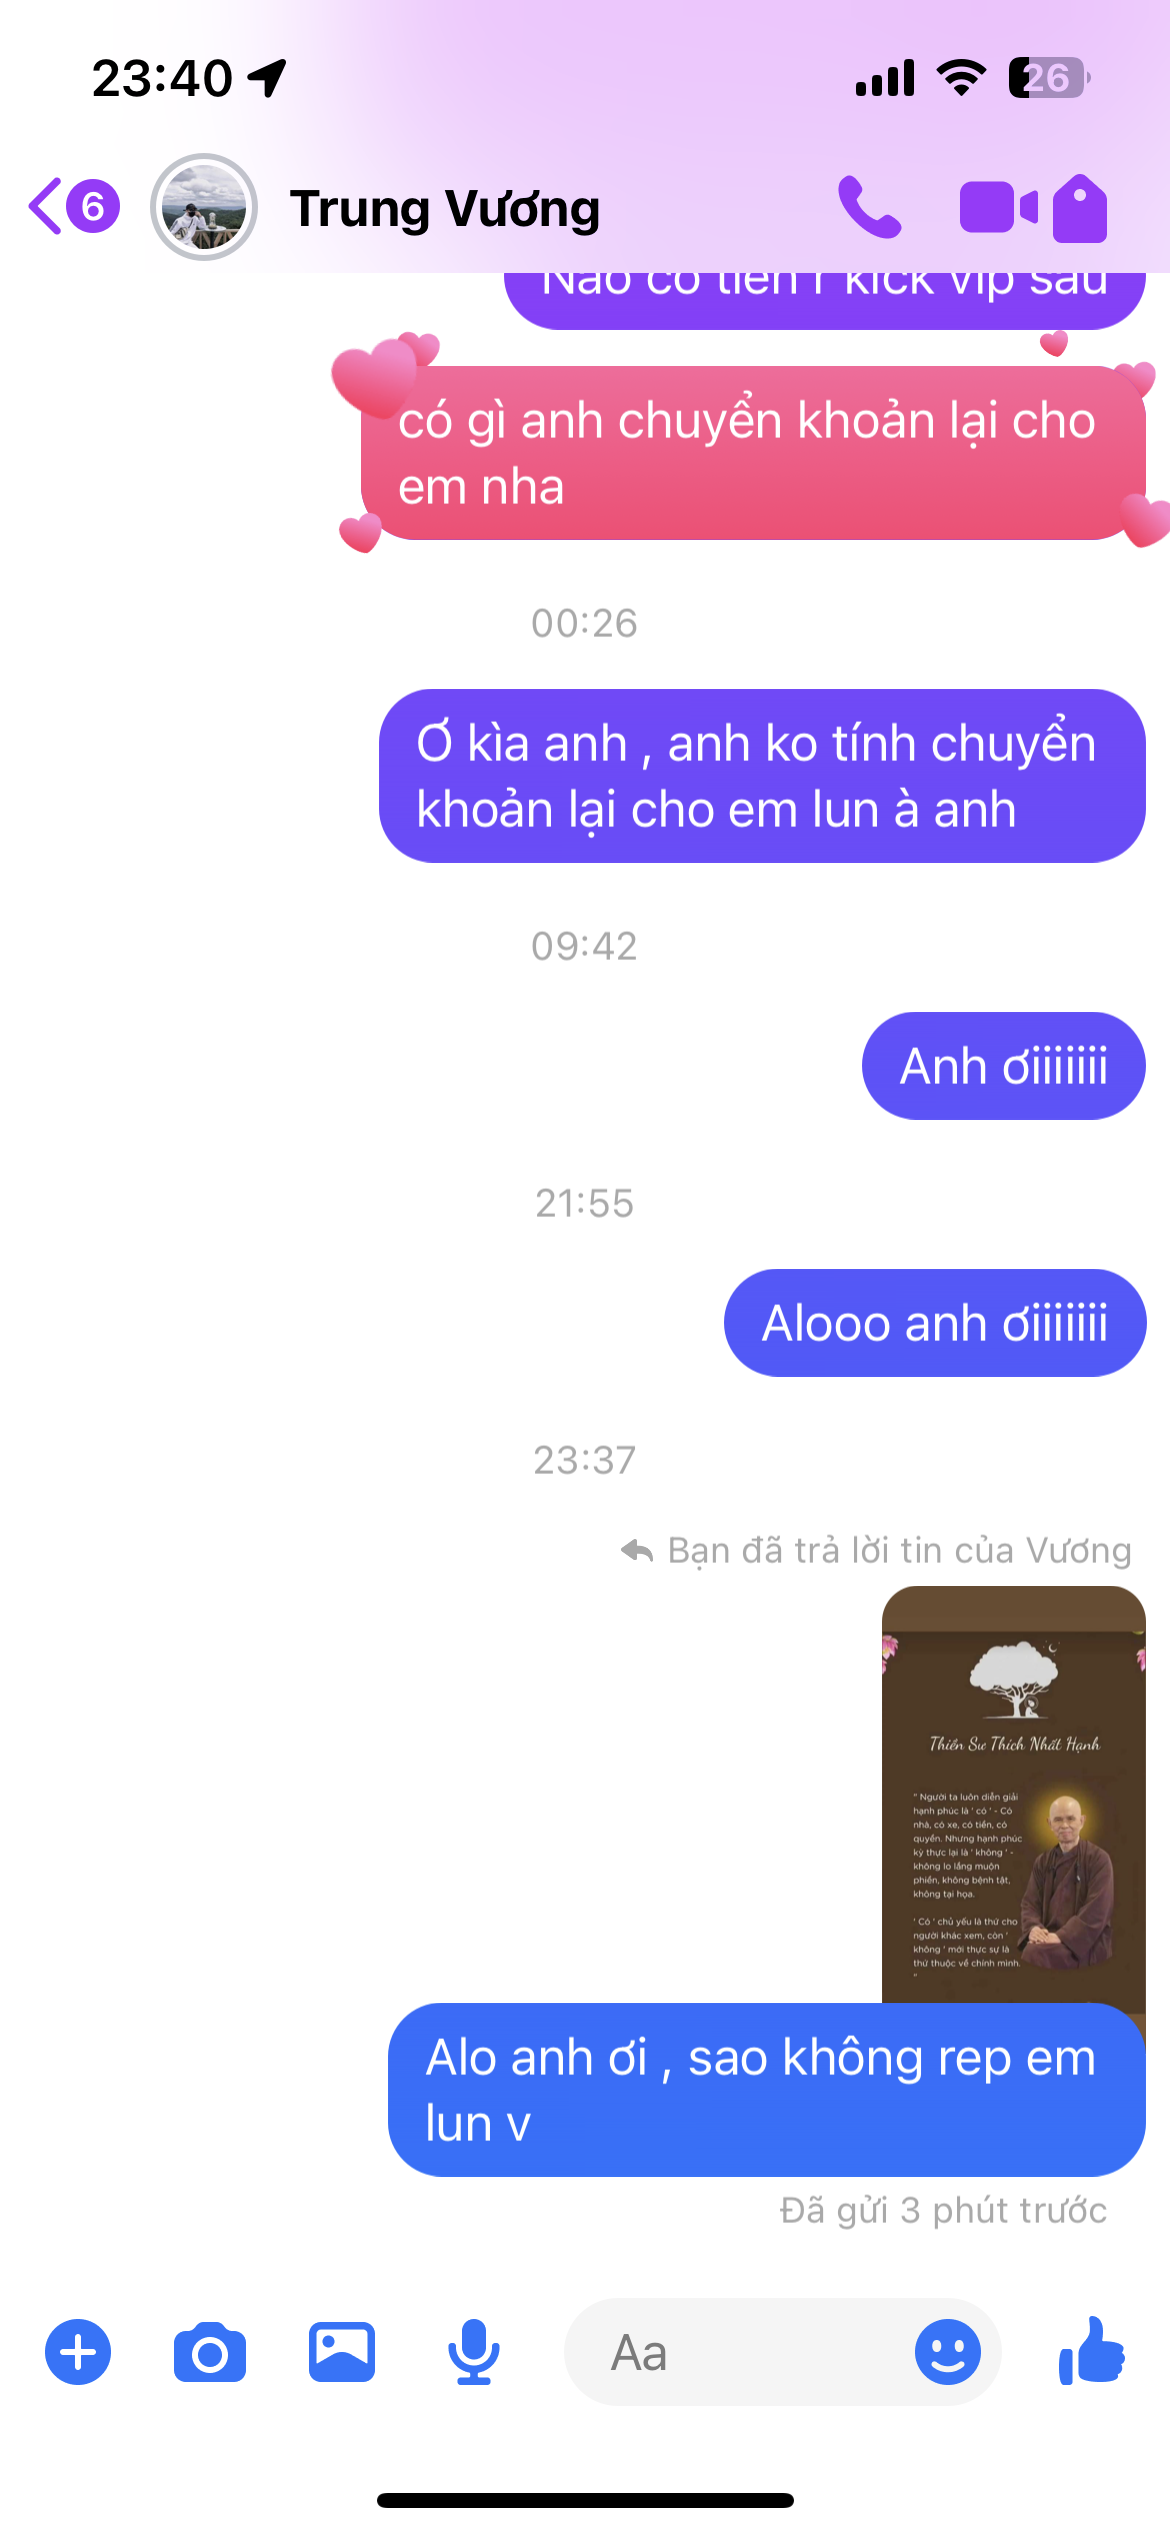 23:40
26
6
Trung Vương
Nào có tiền r kick vip sau
có gì anh chuyển khoản lại cho
em nha
00:26
Ớ kìa anh , anh ko tính chuyển
khoản lại cho em lun à anh
09:42
Anh ơiiiiiiii
21:55
Alooo anh ơiiiiiiii
23:37
Bạn đã trả lời tin của Vương
Thiền Sư Thích Nhất Hạnh
" Người ta luôn diễn giải
hạnh phúc là ' có ' - Có
nhà, có xe, có tiền, có
quyền. Nhưng hạnh phúc
kỳ thực lại là ' không ' -
không lo lắng muộn
phiền, không bệnh tật,
không tại họa.
' Có ' chủ yếu là thứ cho
người khác xem, còn '
không ' mới thực sự là
thứ thuộc về chính mình.
"
Alo anh ơi , sao không rep em
lun v
Đã gửi 3 phút trước
Aa